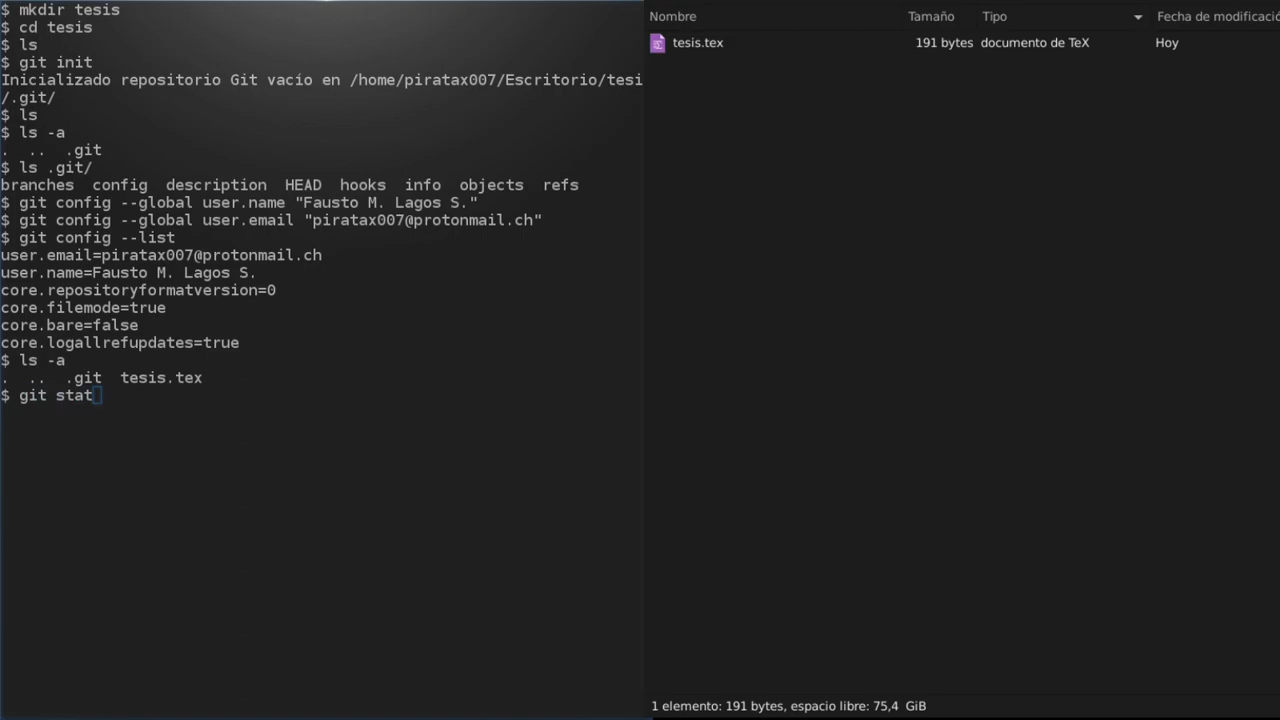 $ mkdir tesis
$ cd tesis
$ ls
$ git init
Inicializado repositorio Git vacío en /home/piratax007/Escritorio/tesi
/.git/
$ ls
$ ls -a
. .. .git
$ ls .git/
branches config description HEAD hooks info objects refs
$ git config --global user.name "Fausto M. Lagos S."
$ git config --global user.email "piratax007@protonmail.ch"
$ git config --list
user.email=piratax007@protonmail.ch
user.name=Fausto M. Lagos S.
core.repositoryformatversion=0
core.filemode=true
core.bare=false
core.logallrefupdates=true
$ ls -a
. .. .git tesis.tex
$ git stat
Nombre Tamaño Tipo Fecha de modificació
tesis.tex 191 bytes documento de TeX Hoy
1 elemento: 191 bytes, espacio libre: 75,4 GiB